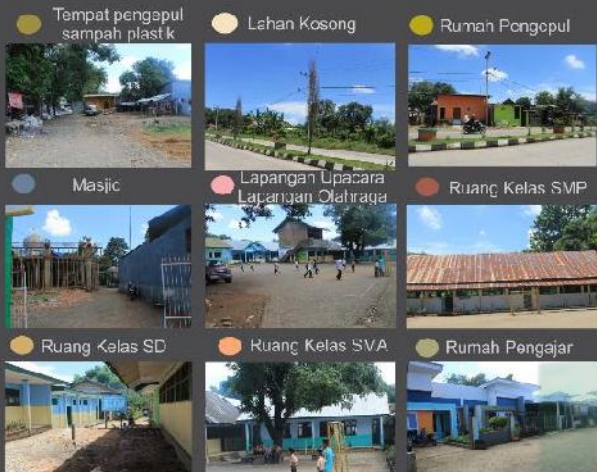 Tempat pengepul
sampah plastik
Lahan Kosong
Rumah Pengepul
Masjic
Lapangan Upacara
Lapangan Olahraga
Ruang Kelas SMP
Ruang Kelas SD
Ruang Kelas SMA
Rumah Pengajar